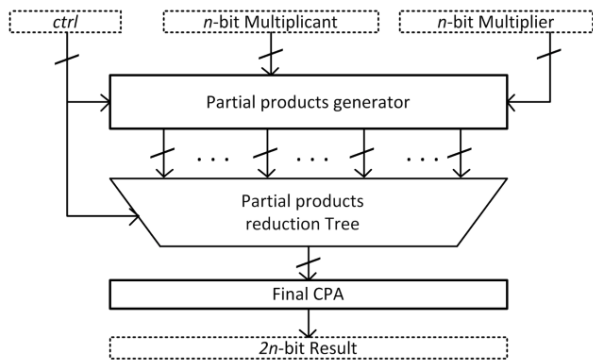 ctrl
n-bit Multiplicant
n-bit Multiplier
Partial products generator
. . .
. . .
. . .
Partial products
reduction Tree
Final CPA
2n-bit Result